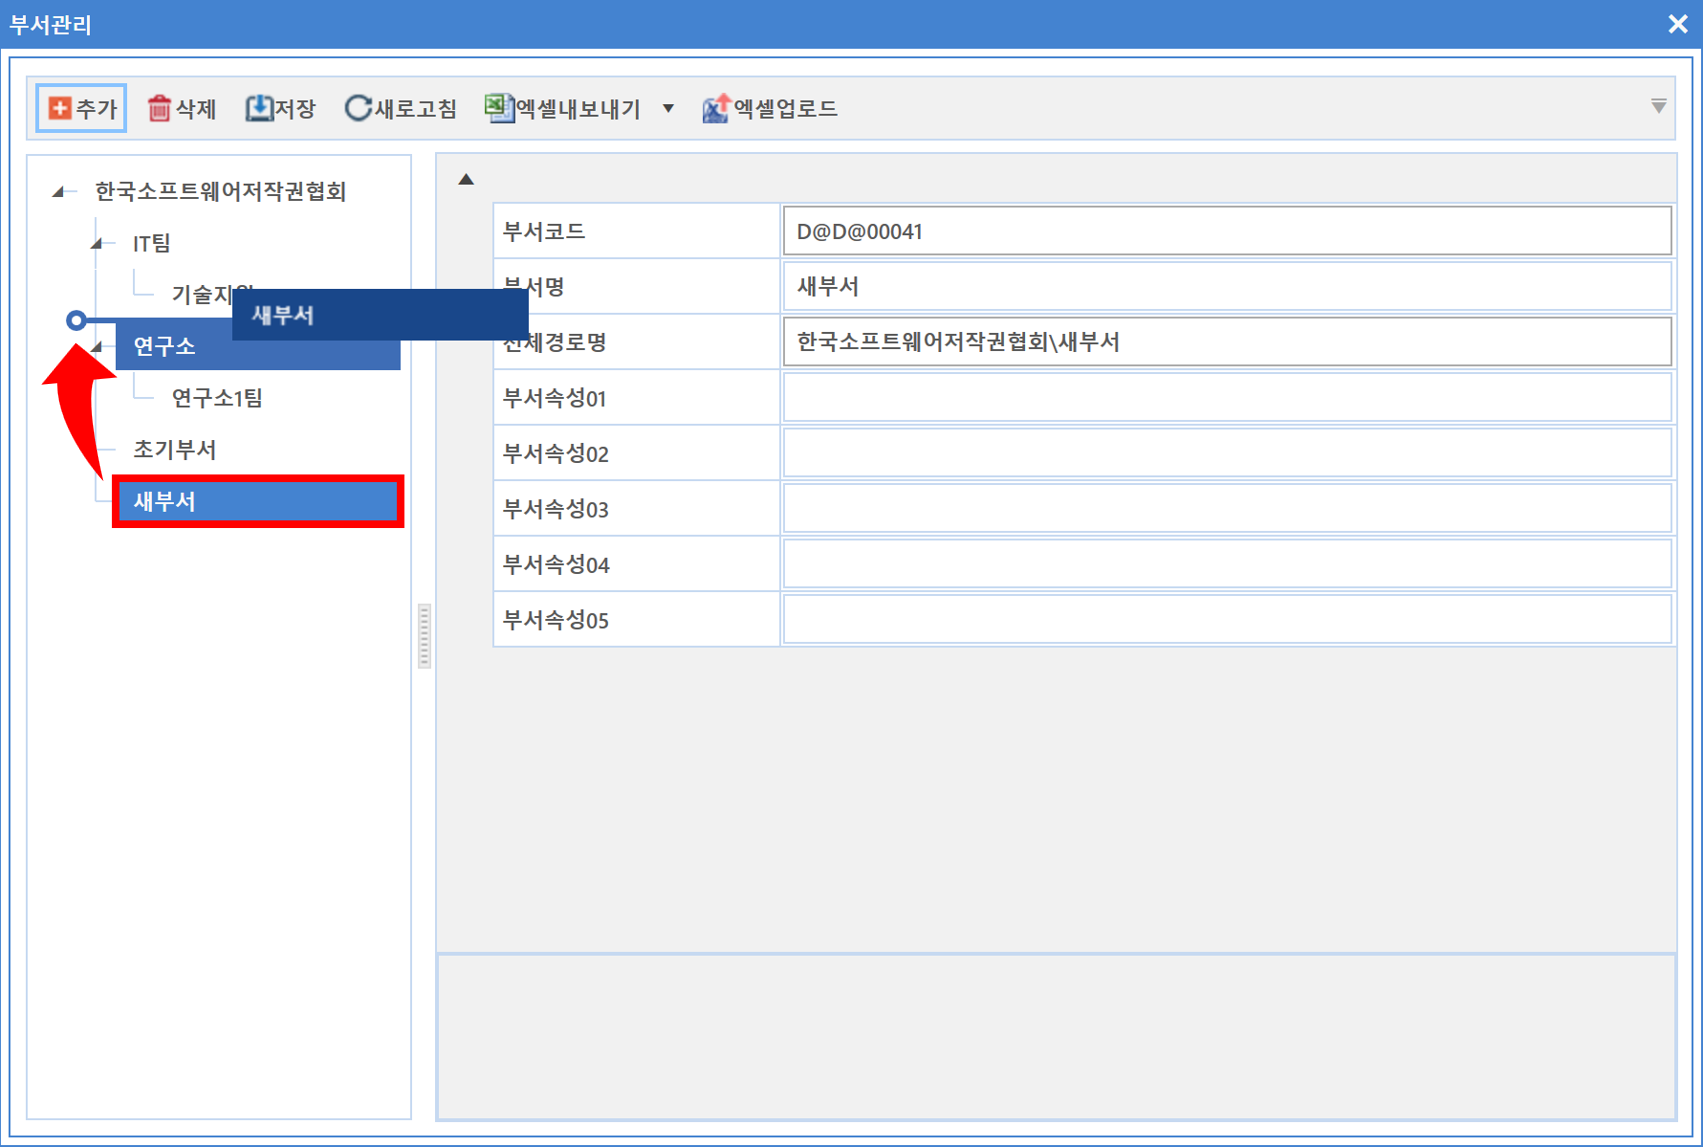 부서관리
추가 삭제 저장 새로고침 엑셀내보내기 엑셀업로드
한국소프트웨어저작권협회
IT팀
기술지원
새부서
연구소
연구소1팀
초기부서
새부서
부서코드 D@D@00041
부서명 새부서
전체경로명 한국소프트웨어저작권협회\새부서
부서속성01
부서속성02
부서속성03
부서속성04
부서속성05